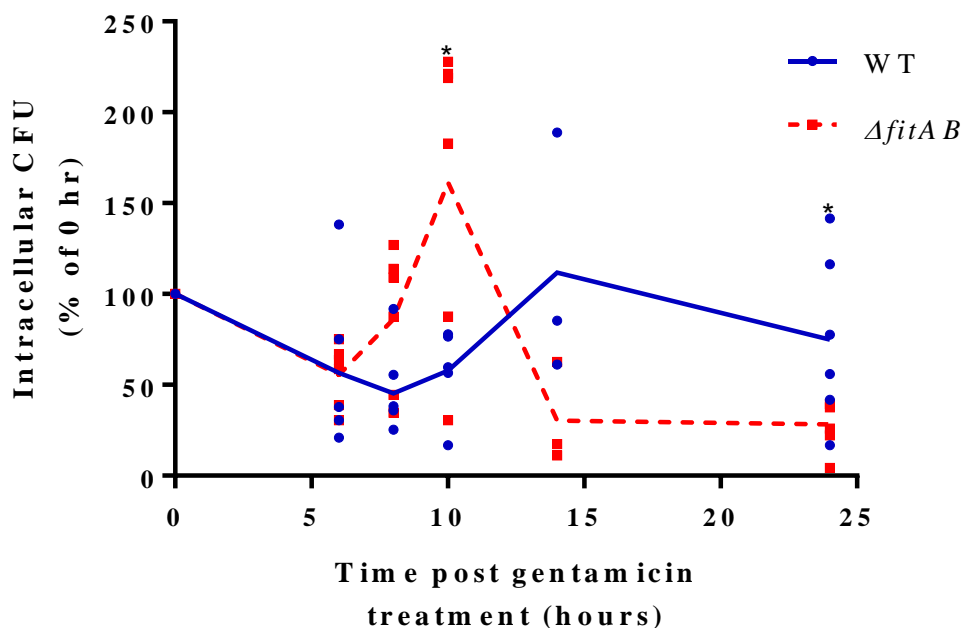 250
200
150
100
50
0
Intracellular CFU
(% of 0 hr)
*
*
WT
ΔfitAB
0 5 10 15 20 25
Time post gentamicin
treatment (hours)